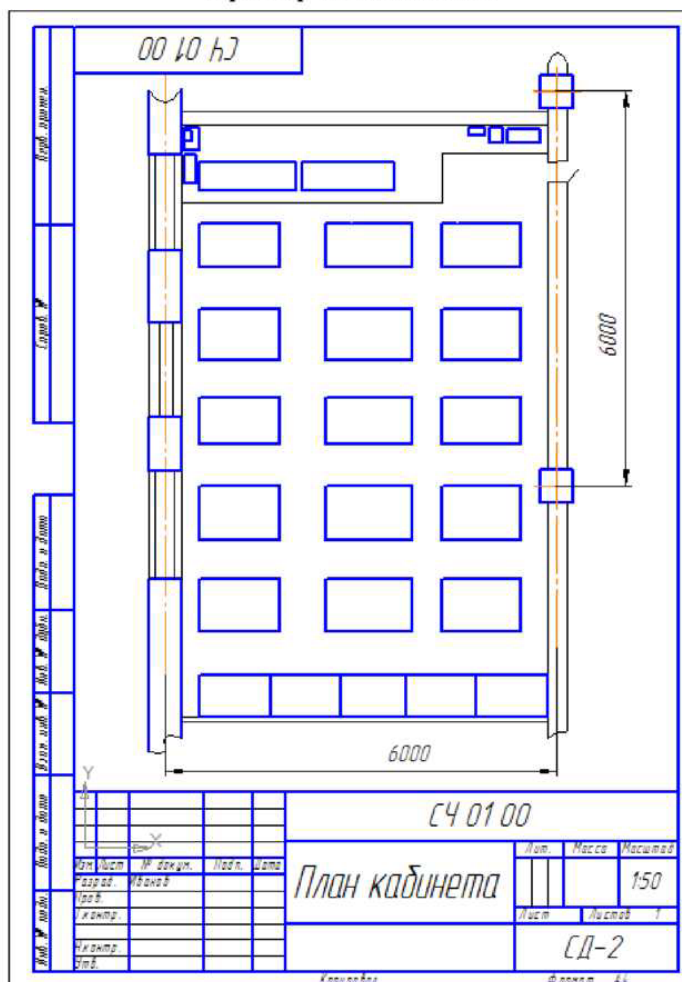 СЧ 01 00
Перв. примен.
Справ. №
6000
Подп. и дата
Инв. № дубл.
Взам. инв. №
Подп. и дата
Инв. № подл.
6000
Y
X
СЧ 01 00
Изм Лист № докум. Подп. Дата
Разраб. Иванов
Пров.
Т.контр.
Н.контр.
Утв.
План кабинета
Лит. Масса Масштаб
1:50
Лист Листов 1
СД-2
Копировал Формат А4